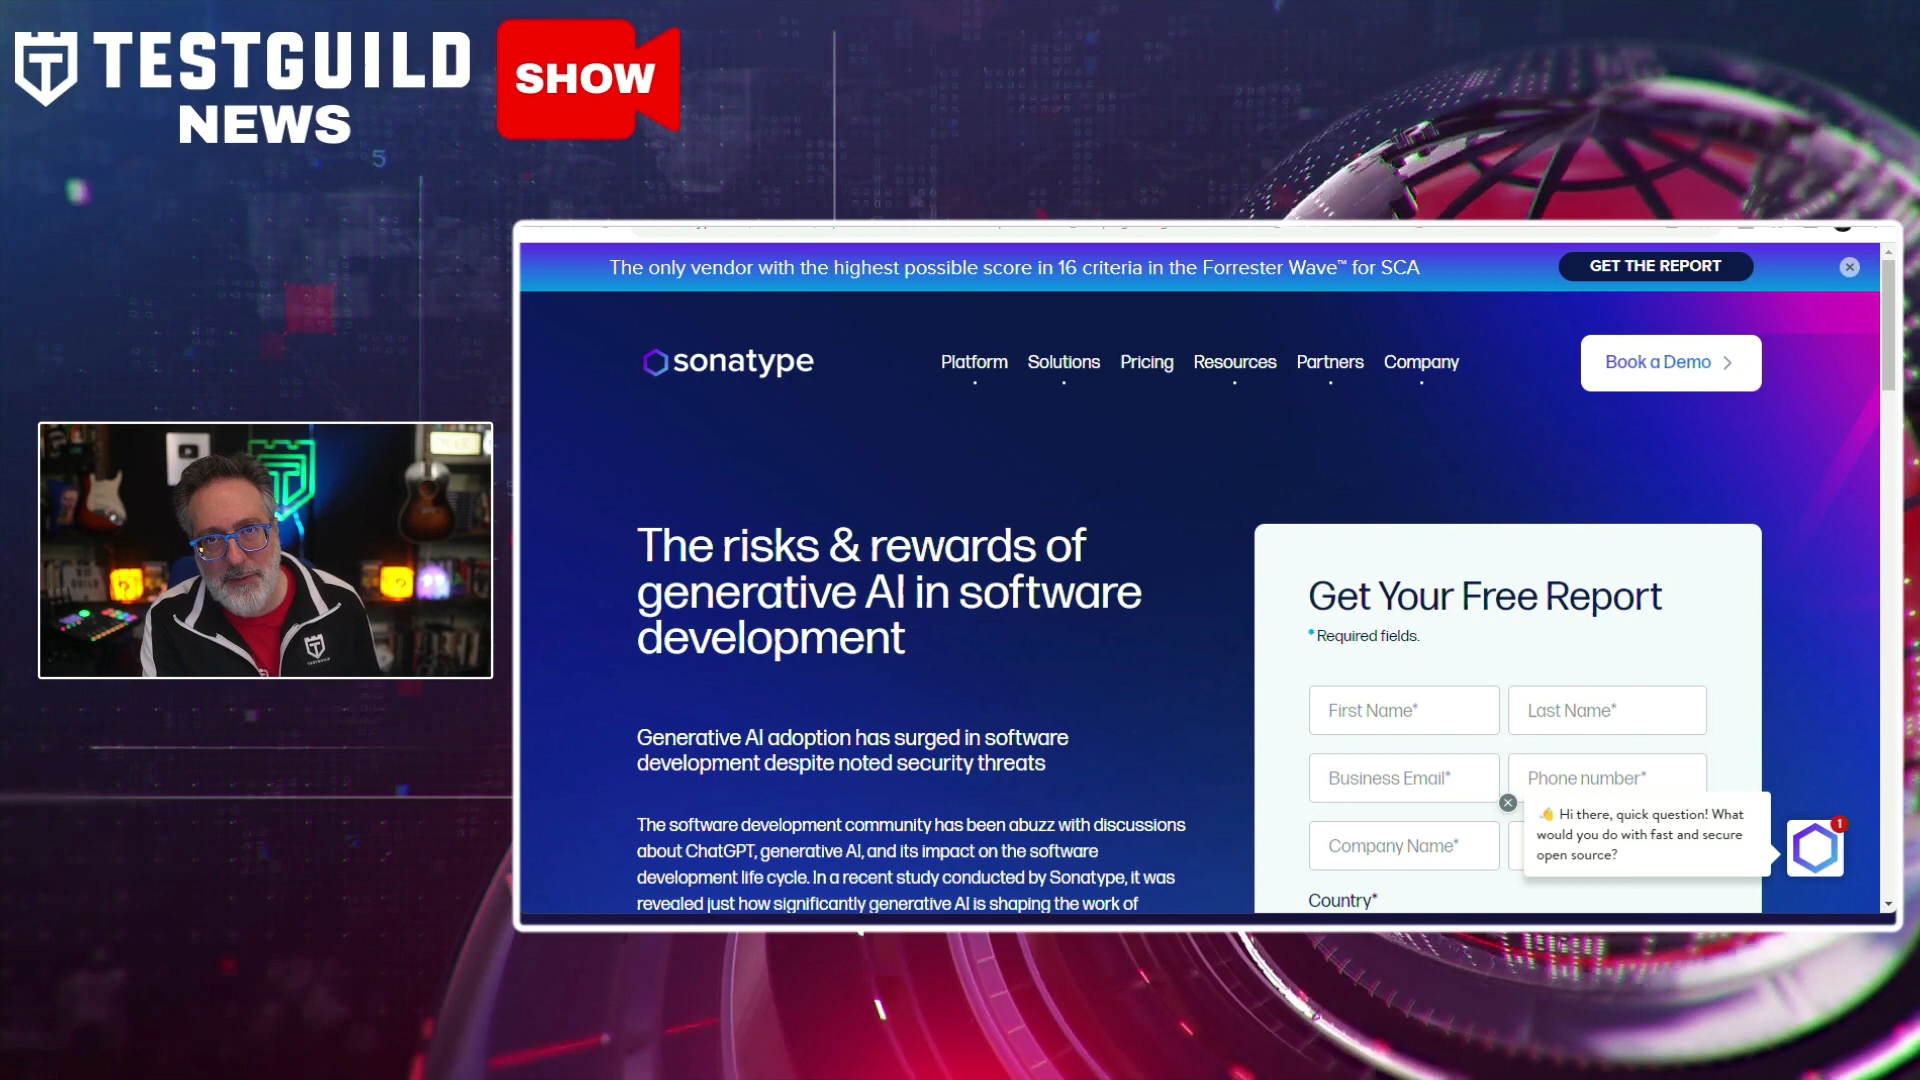 TESTGUILD
NEWS
SHOW
5
The only vendor with the highest possible score in 16 criteria in the Forrester Wave™ for SCA
GET THE REPORT
sonatype
Platform
Solutions
Pricing
Resources
Partners
Company
Book a Demo
The risks & rewards of
generative AI in software
development
Generative AI adoption has surged in software
development despite noted security threats
The software development community has been abuzz with discussions
about ChatGPT, generative AI, and its impact on the software
development life cycle. In a recent study conducted by Sonatype, it was
revealed just how significantly generative AI is shaping the work of
Get Your Free Report
* Required fields.
First Name*
Last Name*
Business Email*
Phone number*
Company Name*
Country*
👋 Hi there, quick question! What
would you do with fast and secure
open source?
1
T
TESTGUILD